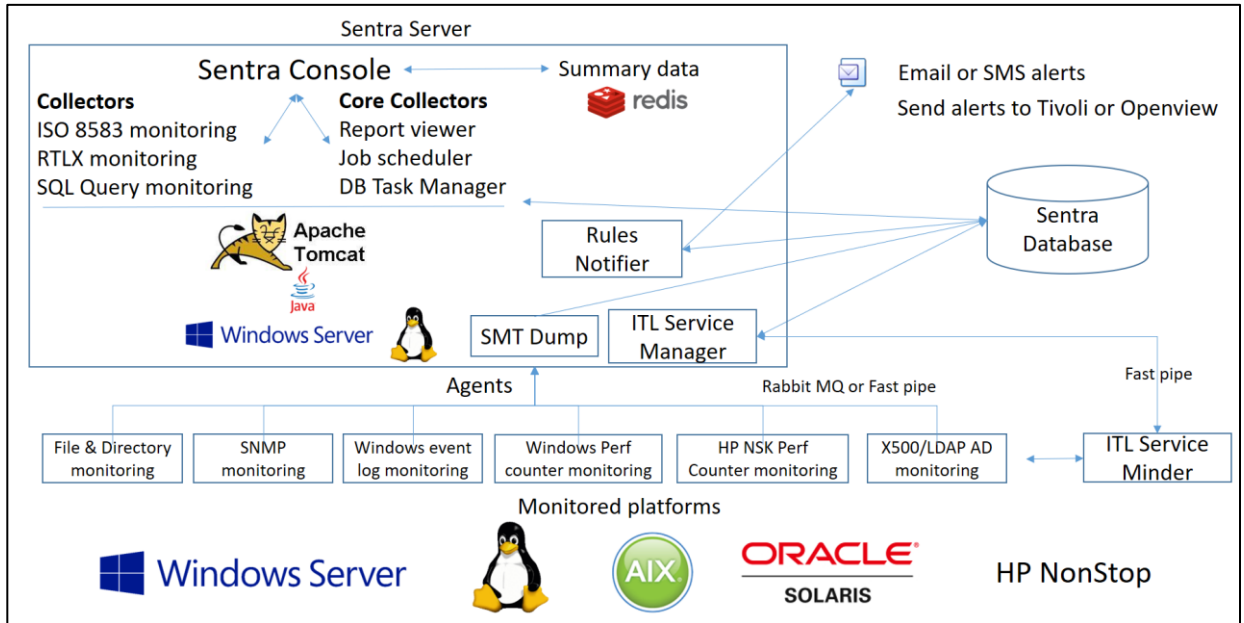 Sentra Server
Sentra Console
Summary data
redis
Collectors
ISO 8583 monitoring
RTLX monitoring
SQL Query monitoring
Core Collectors
Report viewer
Job scheduler
DB Task Manager
Email or SMS alerts
Send alerts to Tivoli or Openview
Sentra
Database
Apache
Tomcat
Java
Rules
Notifier
Windows Server
SMT Dump
ITL Service
Manager
Agents
Rabbit MQ or Fast pipe
Fast pipe
File & Directory
monitoring
SNMP
monitoring
Windows event
log monitoring
Windows Perf
counter monitoring
HP NSK Perf
Counter monitoring
X500/LDAP AD
monitoring
ITL Service
Minder
Monitored platforms
Windows Server
AIX
ORACLE
SOLARIS
HP NonStop